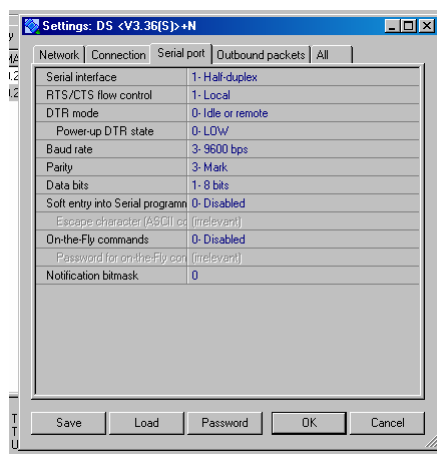 Settings: DS <V3.36(S)>+N
Network Connection Serial port Outbound packets All
Serial interface 1- Half-duplex
RTS/CTS flow control 1- Local
DTR mode 0- Idle or remote
Power-up DTR state 0- LOW
Baud rate 3- 9600 bps
Parity 3- Mark
Data bits 1- 8 bits
Soft entry into Serial programn 0- Disabled
Escape character (ASCII cc (irrelevant)
On-the-Fly commands 0- Disabled
Password for on-the-Fly con (irrelevant)
Notification bitmask 0
Save Load Password OK Cancel